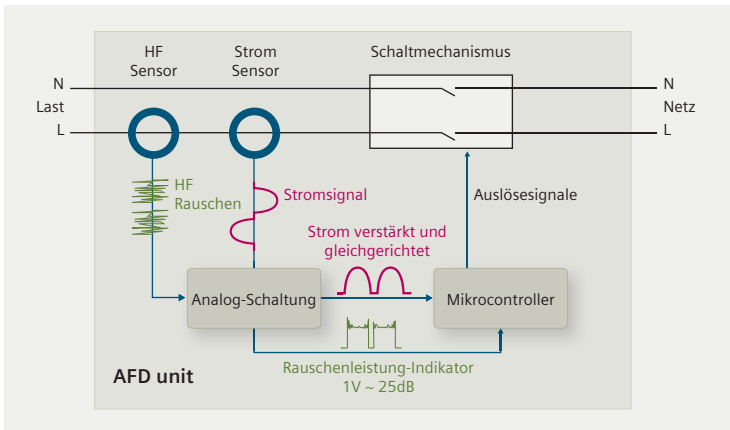 HF
Sensor
Strom
Sensor
Schaltmechanismus
N
Last
L
N
Netz
L
HF
Rauschen
Stromsignal
Auslösesignale
Strom verstärkt und
gleichgerichtet
Analog-Schaltung
Mikrocontroller
Rauschenleistung-Indikator
1V ~ 25dB
AFD unit